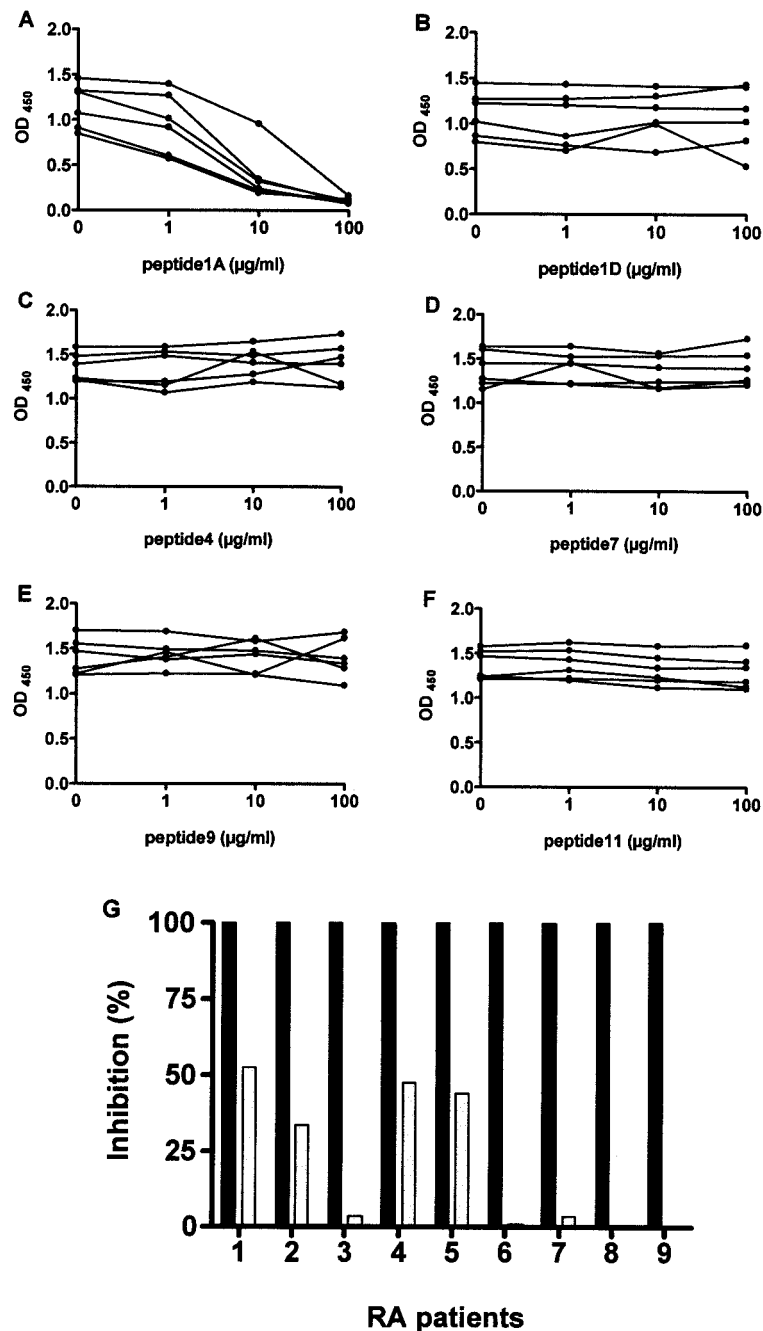 A
OD 450
2.0
1.5
1.0
0.5
0.0
0 1 10 100
peptide1A (µg/ml)
B
OD 450
2.0
1.5
1.0
0.5
0.0
0 1 10 100
peptide1D (µg/ml)
C
OD 450
2.0
1.5
1.0
0.5
0.0
0 1 10 100
peptide4 (µg/ml)
D
OD 450
2.0
1.5
1.0
0.5
0.0
0 1 10 100
peptide7 (µg/ml)
E
OD 450
2.0
1.5
1.0
0.5
0.0
0 1 10 100
peptide9 (µg/ml)
F
OD 450
2.0
1.5
1.0
0.5
0.0
0 1 10 100
peptide11 (µg/ml)
G
Inhibition (%)
100
75
50
25
0
1 2 3 4 5 6 7 8 9
RA patients